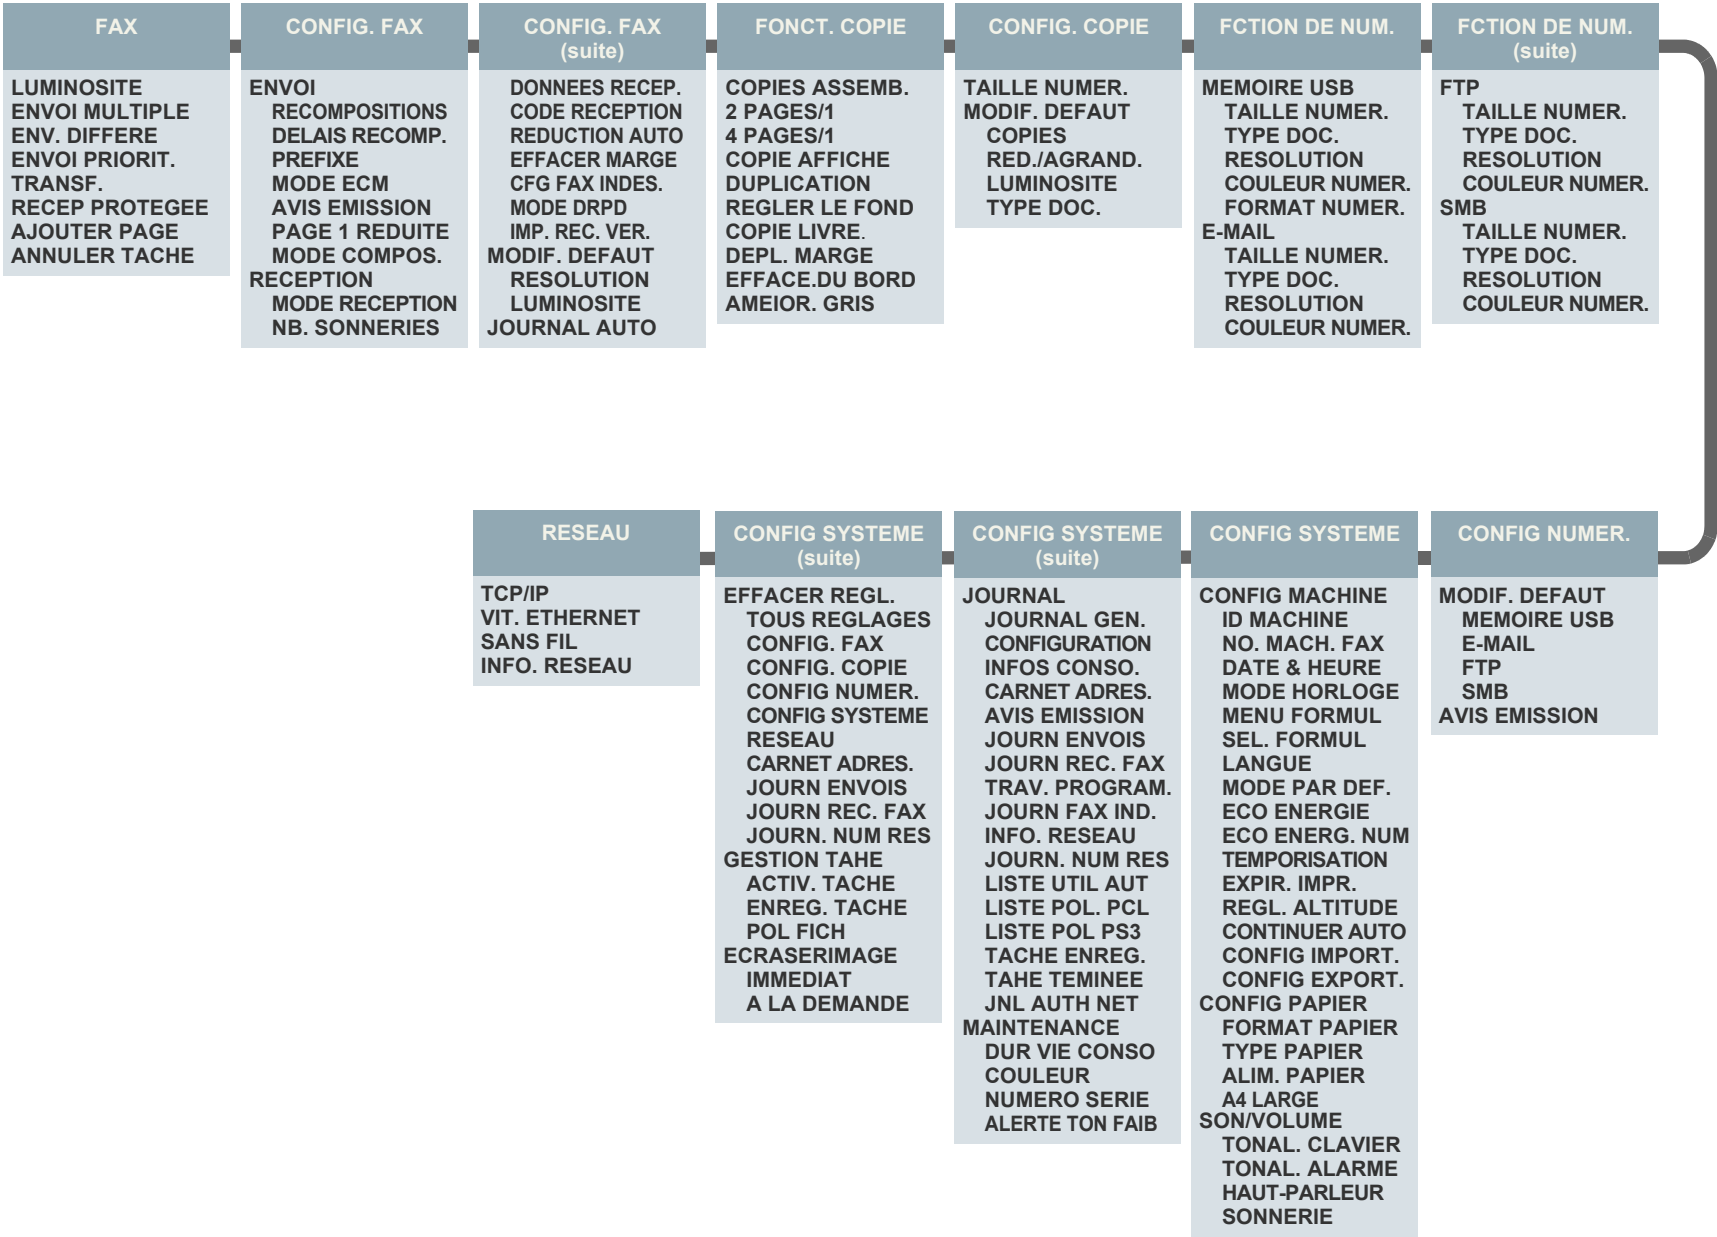 FAX
LUMINOSITE
ENVOI MULTIPLE
ENV. DIFFERE
ENVOI PRIORIT.
TRANSF.
RECEP PROTEGEE
AJOUTER PAGE
ANNULER TACHE
CONFIG. FAX
ENVOI
RECOMPOSITIONS
DELAIS RECOMP.
PREFIXE
MODE ECM
AVIS EMISSION
PAGE 1 REDUITE
MODE COMPOS.
RECEPTION
MODE RECEPTION
NB. SONNERIES
CONFIG. FAX
(suite)
DONNEES RECEP.
CODE RECEPTION
REDUCTION AUTO
EFFACER MARGE
CFG FAX INDES.
MODE DRPD
IMP. REC. VER.
MODIF. DEFAUT
RESOLUTION
LUMINOSITE
JOURNAL AUTO
FONCT. COPIE
COPIES ASSEMB.
2 PAGES/1
4 PAGES/1
COPIE AFFICHE
DUPLICATION
REGLER LE FOND
COPIE LIVRE.
DEPL. MARGE
EFFACE.DU BORD
AMEIOR. GRIS
CONFIG. COPIE
TAILLE NUMER.
MODIF. DEFAUT
COPIES
RED./AGRAND.
LUMINOSITE
TYPE DOC.
FCTION DE NUM.
MEMOIRE USB
TAILLE NUMER.
TYPE DOC.
RESOLUTION
COULEUR NUMER.
FORMAT NUMER.
E-MAIL
TAILLE NUMER.
TYPE DOC.
RESOLUTION
COULEUR NUMER.
FCTION DE NUM.
(suite)
FTP
TAILLE NUMER.
TYPE DOC.
RESOLUTION
COULEUR NUMER.
SMB
TAILLE NUMER.
TYPE DOC.
RESOLUTION
COULEUR NUMER.
RESEAU
TCP/IP
VIT. ETHERNET
SANS FIL
INFO. RESEAU
CONFIG SYSTEME
(suite)
EFFACER REGL.
TOUS REGLAGES
CONFIG. FAX
CONFIG. COPIE
CONFIG NUMER.
CONFIG SYSTEME
RESEAU
CARNET ADRES.
JOURN ENVOIS
JOURN REC. FAX
JOURN. NUM RES
GESTION TAHE
ACTIV. TACHE
ENREG. TACHE
POL FICH
ECRASERIMAGE
IMMEDIAT
A LA DEMANDE
CONFIG SYSTEME
(suite)
JOURNAL
JOURNAL GEN.
CONFIGURATION
INFOS CONSO.
CARNET ADRES.
AVIS EMISSION
JOURN ENVOIS
JOURN REC. FAX
TRAV. PROGRAM.
JOURN FAX IND.
INFO. RESEAU
JOURN. NUM RES
LISTE UTIL AUT
LISTE POL. PCL
LISTE POL PS3
TACHE ENREG.
TAHE TEMINEE
JNL AUTH NET
MAINTENANCE
DUR VIE CONSO
COULEUR
NUMERO SERIE
ALERTE TON FAIB
CONFIG SYSTEME
CONFIG MACHINE
ID MACHINE
NO. MACH. FAX
DATE & HEURE
MODE HORLOGE
MENU FORMUL
SEL. FORMUL
LANGUE
MODE PAR DEF.
ECO ENERGIE
ECO ENERG. NUM
TEMPORISATION
EXPIR. IMPR.
REGL. ALTITUDE
CONTINUER AUTO
CONFIG IMPORT.
CONFIG EXPORT.
CONFIG PAPIER
FORMAT PAPIER
TYPE PAPIER
ALIM. PAPIER
A4 LARGE
SON/VOLUME
TONAL. CLAVIER
TONAL. ALARME
HAUT-PARLEUR
SONNERIE
CONFIG NUMER.
MODIF. DEFAUT
MEMOIRE USB
E-MAIL
FTP
SMB
AVIS EMISSION